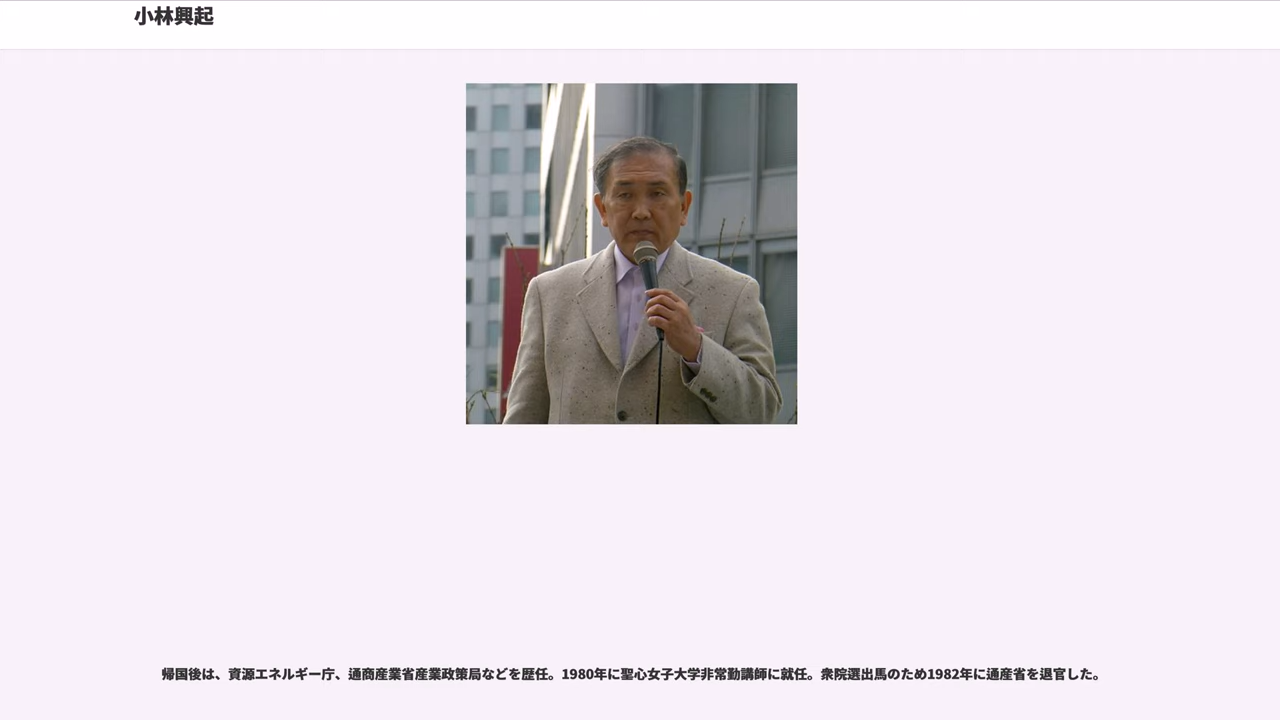 小林興起
帰国後は、資源エネルギー庁、通商産業省産業政策局などを歴任。1980年に聖心女子大学非常勤講師に就任。衆院選出馬のため1982年に通産省を退官した。